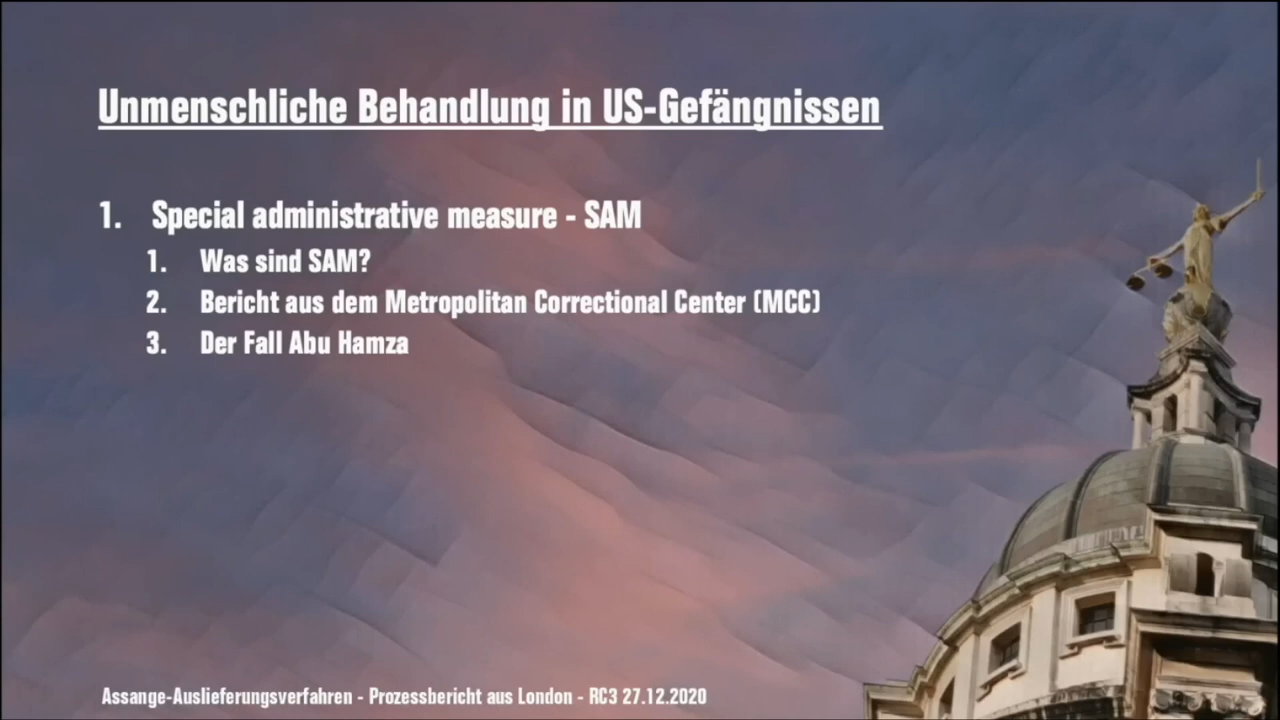 Unmenschliche Behandlung in US-Gefängnissen
1. Special administrative measure - SAM
1. Was sind SAM?
2. Bericht aus dem Metropolitan Correctional Center (MCC)
3. Der Fall Abu Hamza
Assange-Auslieferungsverfahren - Prozessbericht aus London - RC3 27.12.2020